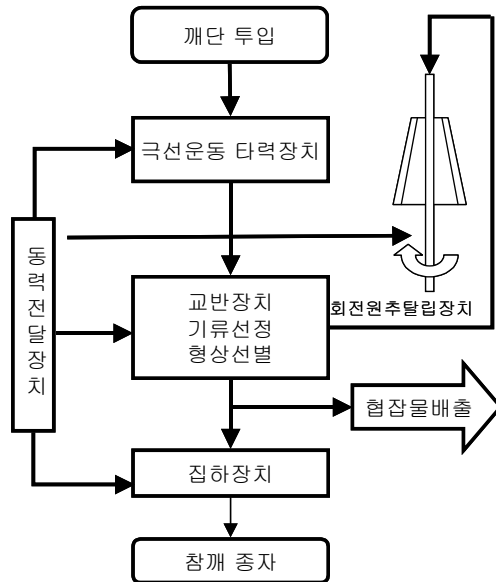 깨단 투입
극선운동 타력장치
동력전달장치
교반장치
기류선정
형상선별
회전원추탈립장치
협잡물배출
집하장치
참깨 종자